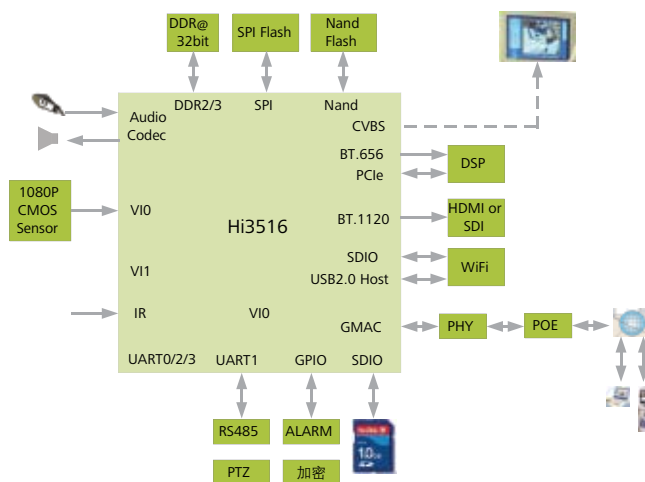 DDR@
32bit
SPI Flash
Nand
Flash
DDR2/3
SPI
Nand
Audio
Codec
CVBS
BT.656
PCIe
DSP
1080P
CMOS
Sensor
VI0
Hi3516
BT.1120
HDMI or
SDI
VI1
SDIO
USB2.0 Host
WiFi
IR
VI0
GMAC
PHY
POE
UART0/2/3
UART1
GPIO
SDIO
RS485
ALARM
PTZ
加密